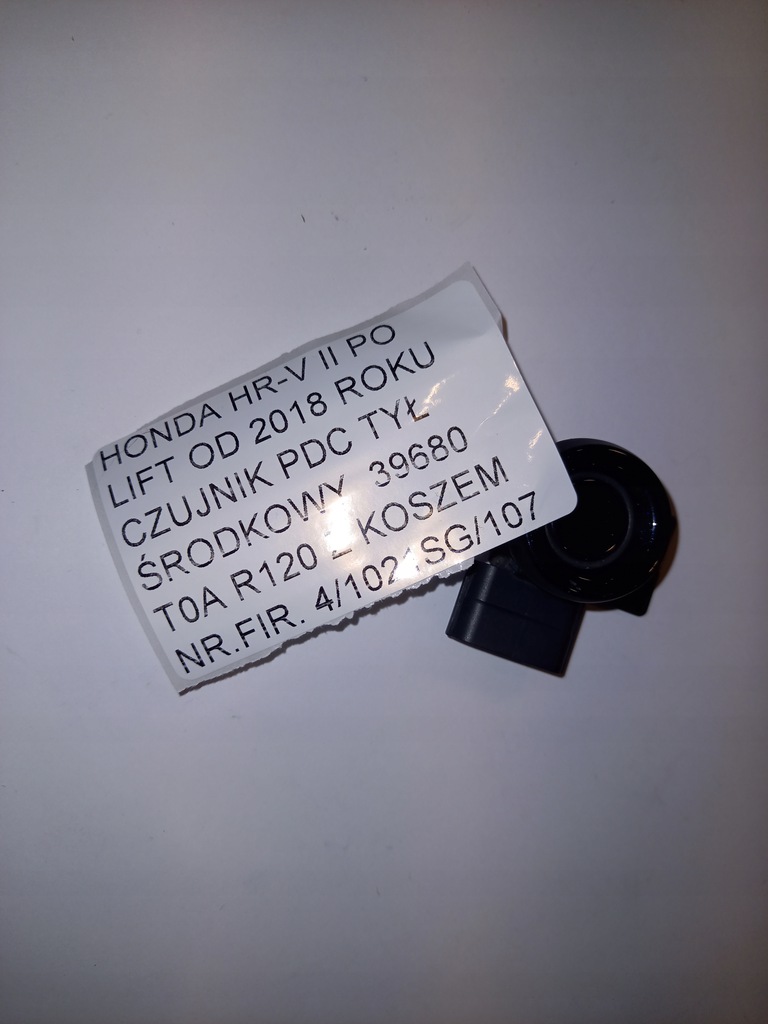 HONDA HR-V II PO
LIFT OD 2018 ROKU
CZUJNIK PDC TYŁ
ŚRODKOWY 39680
T0A R120 Z KOSZEM
NR.FIR. 4/1021SG/107